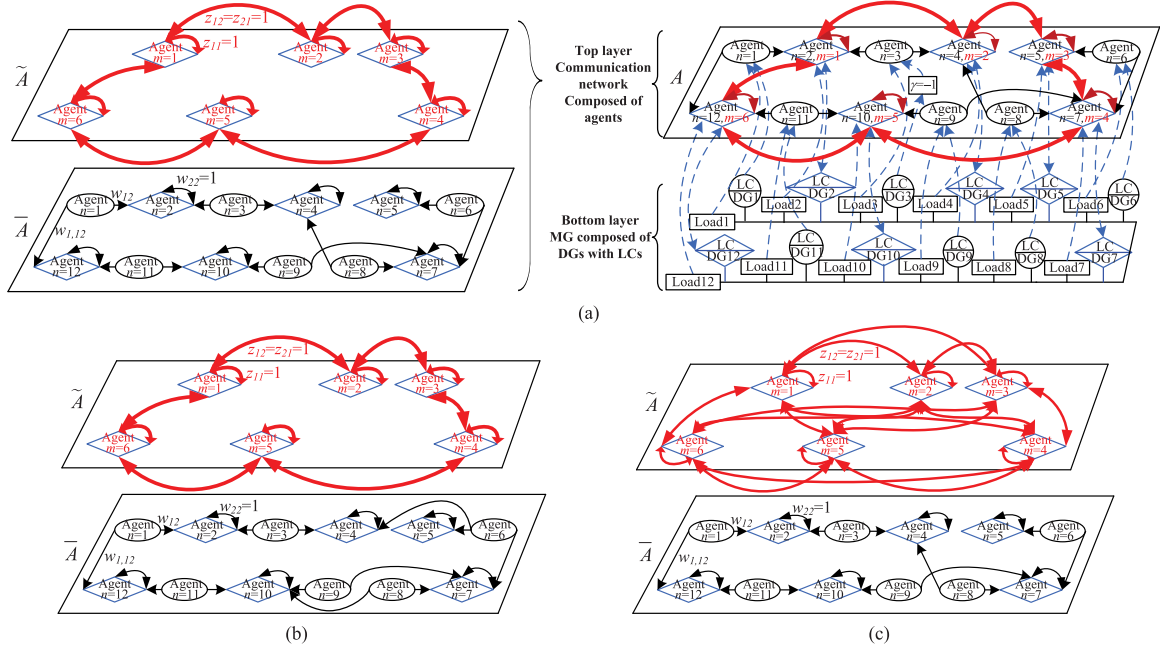 z12=z21=1
Agent
m=1
z11=1
Agent
m=2
Agent
m=3
Ã
Agent
m=6
Agent
m=5
Agent
m=4
Agent
n=1
w12
w22=1
Agent
n=2
Agent
n=3
Agent
n=4
Agent
n=5
Agent
n=6
A̅
w1,12
Agent
n=12
Agent
n=11
Agent
n=10
Agent
n=9
Agent
n=8
Agent
n=7
Top layer
Communication
network
Composed of
agents
A
Agent
n=1
Agent
n=2,m=1
Agent
n=3
Agent
n=4,m=2
Agent
n=5,m=3
Agent
n=6
γ=-1
Agent
n=12,m=6
Agent
n=11
Agent
n=10,m=5
Agent
n=9
Agent
n=8
Agent
n=7,m=4
Bottom layer
MG composed of
DGs with LCs
LC
DG1
LC
DG2
LC
DG3
LC
DG4
LC
DG5
LC
DG6
Load1
Load2
Load3
Load4
Load5
Load6
LC
DG12
LC
DG11
LC
DG10
LC
DG9
LC
DG8
LC
DG7
Load12
Load11
Load10
Load9
Load8
Load7
(a)
z12=z21=1
Agent
m=1
z11=1
Agent
m=2
Agent
m=3
Ã
Agent
m=6
Agent
m=5
Agent
m=4
Agent
n=1
w12
w22=1
Agent
n=2
Agent
n=3
Agent
n=4
Agent
n=5
Agent
n=6
A̅
w1,12
Agent
n=12
Agent
n=11
Agent
n=10
Agent
n=9
Agent
n=8
Agent
n=7
(b)
z12=z21=1
Agent
m=1
z11=1
Agent
m=2
Agent
m=3
Ã
Agent
m=6
Agent
m=5
Agent
m=4
Agent
n=1
w12
w22=1
Agent
n=2
Agent
n=3
Agent
n=4
Agent
n=5
Agent
n=6
A̅
w1,12
Agent
n=12
Agent
n=11
Agent
n=10
Agent
n=9
Agent
n=8
Agent
n=7
(c)